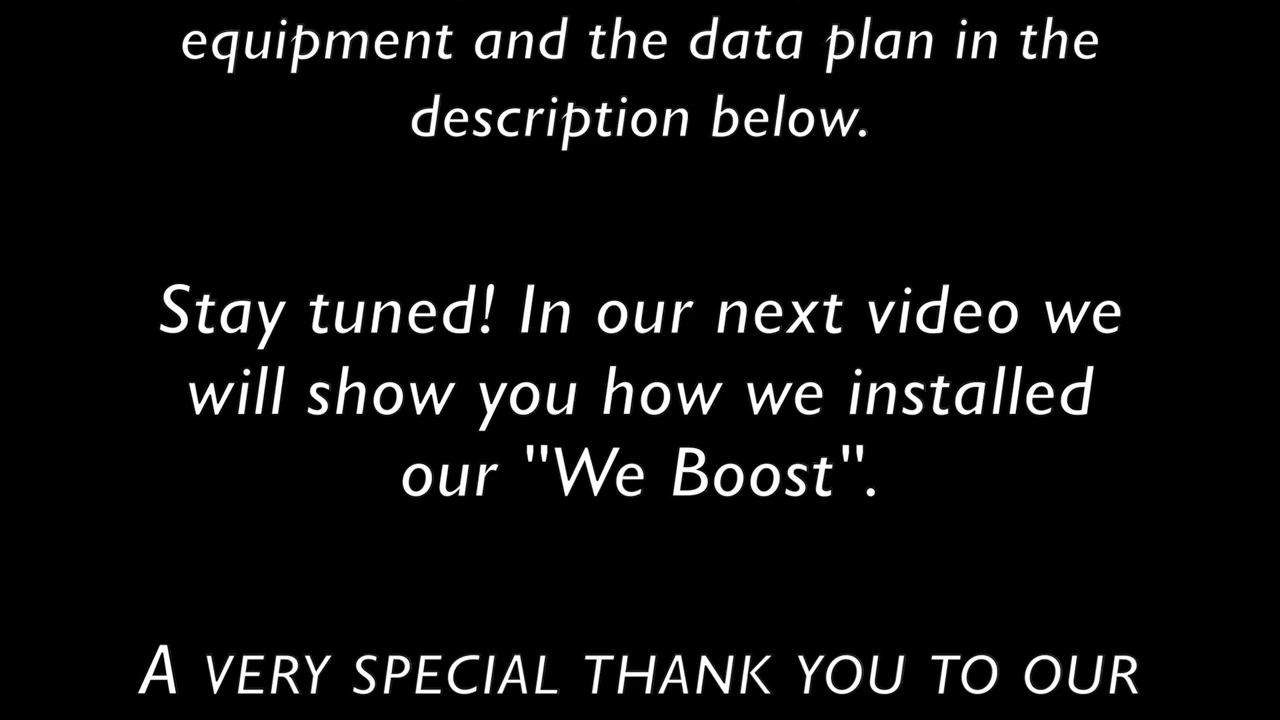 equipment and the data plan in the
description below.
Stay tuned! In our next video we
will show you how we installed
our "We Boost".
A VERY SPECIAL THANK YOU TO OUR